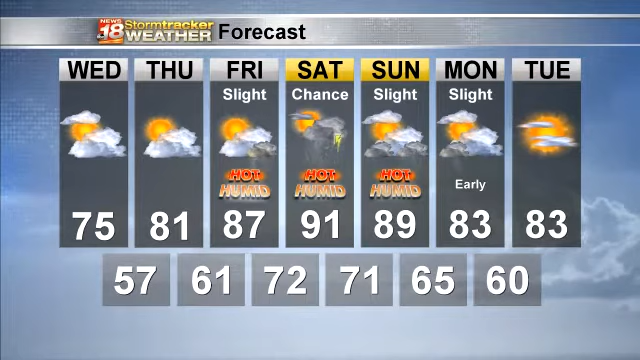 NEWS
18
Stormtracker
WEATHER
Forecast
WED THU FRI SAT SUN MON TUE
Slight Chance Slight Slight
HOT HOT HOT
HUMID HUMID HUMID
Early
75 81 87 91 89 83 83
57 61 72 71 65 60